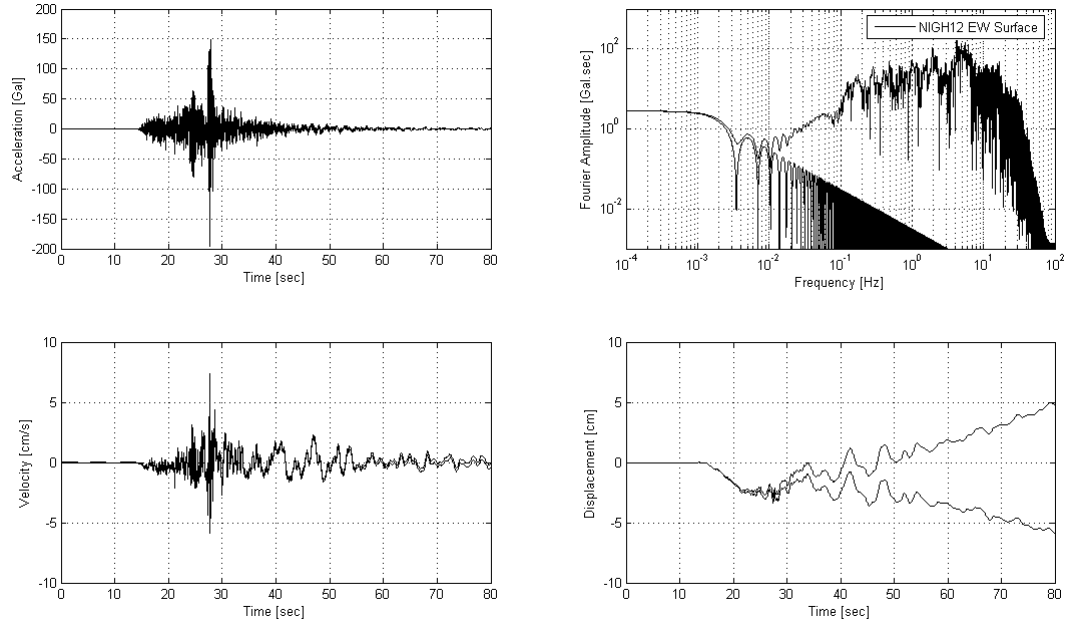 200
150
100
50
0
-50
-100
-150
-200
Acceleration [Gal]
0 10 20 30 40 50 60 70 80
Time [sec]
10^2
10^0
10^-2
Fourier Amplitude [Gal.sec]
NIGH12 EW Surface
10^-4 10^-3 10^-2 10^-1 10^0 10^1 10^2
Frequency [Hz]
10
5
0
-5
-10
Velocity [cm/s]
0 10 20 30 40 50 60 70 80
Time [sec]
10
5
0
-5
-10
Displacement [cm]
0 10 20 30 40 50 60 70 80
Time [sec]